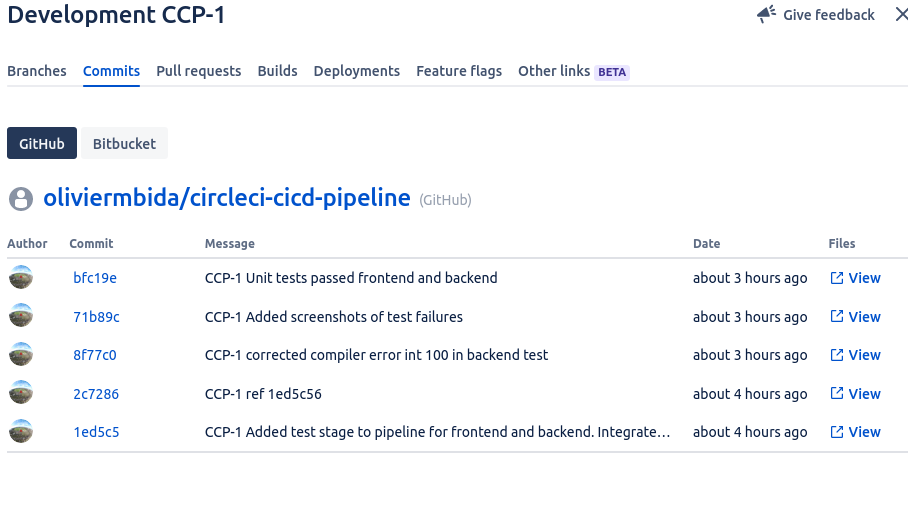 Development CCP-1
Give feedback
Branches Commits Pull requests Builds Deployments Feature flags Other links BETA
GitHub Bitbucket
oliviermbida/circleci-cicd-pipeline (GitHub)
Author Commit Message Date Files
bfc19e CCP-1 Unit tests passed frontend and backend about 3 hours ago View
71b89c CCP-1 Added screenshots of test failures about 3 hours ago View
8f77c0 CCP-1 corrected compiler error int 100 in backend test about 3 hours ago View
2c7286 CCP-1 ref 1ed5c56 about 4 hours ago View
1ed5c5 CCP-1 Added test stage to pipeline for frontend and backend. Integrate... about 4 hours ago View